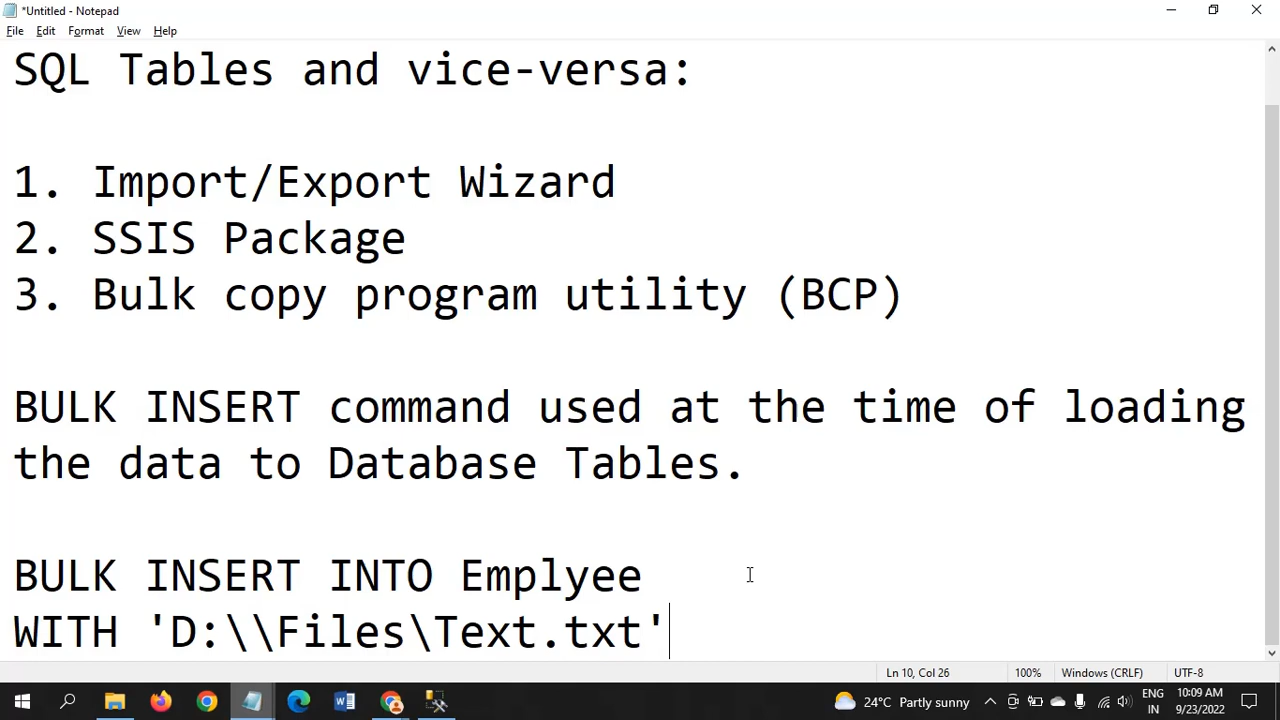 *Untitled - Notepad
File Edit Format View Help
SQL Tables and vice-versa:
1. Import/Export Wizard
2. SSIS Package
3. Bulk copy program utility (BCP)
BULK INSERT command used at the time of loading
the data to Database Tables.
BULK INSERT INTO Emplyee
WITH 'D:\\Files\Text.txt'
Ln 10, Col 26 100% Windows (CRLF) UTF-8
24°C Partly sunny ENG 10:09 AM
IN 9/23/2022